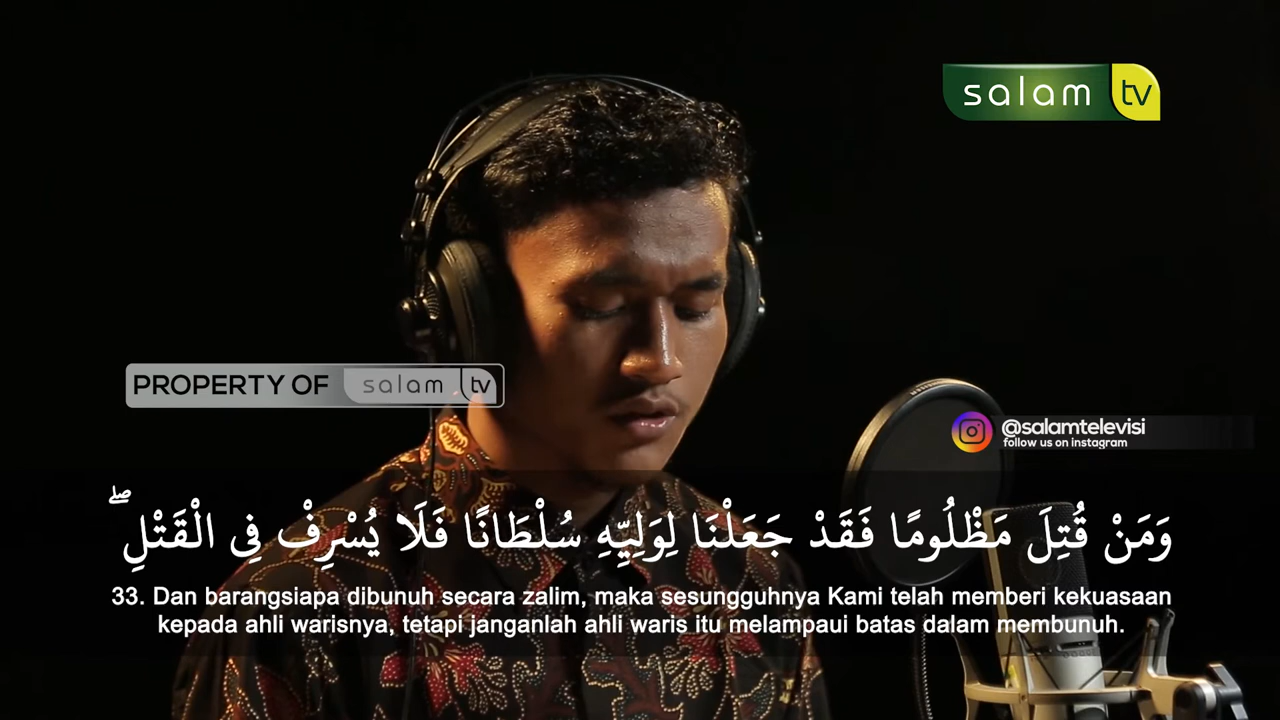 salam tv
PROPERTY OF salam tv
@salamtelevisi
follow us on instagram
وَمَنْ قُتِلَ مَظْلُومًا فَقَدْ جَعَلْنَا لِوَلِيِّهِ سُلْطَانًا فَلَا يُسْرِفْ فِى الْقَتْلِ ۖ
33. Dan barangsiapa dibunuh secara zalim, maka sesungguhnya Kami telah memberi kekuasaan
kepada ahli warisnya, tetapi janganlah ahli waris itu melampaui batas dalam membunuh.